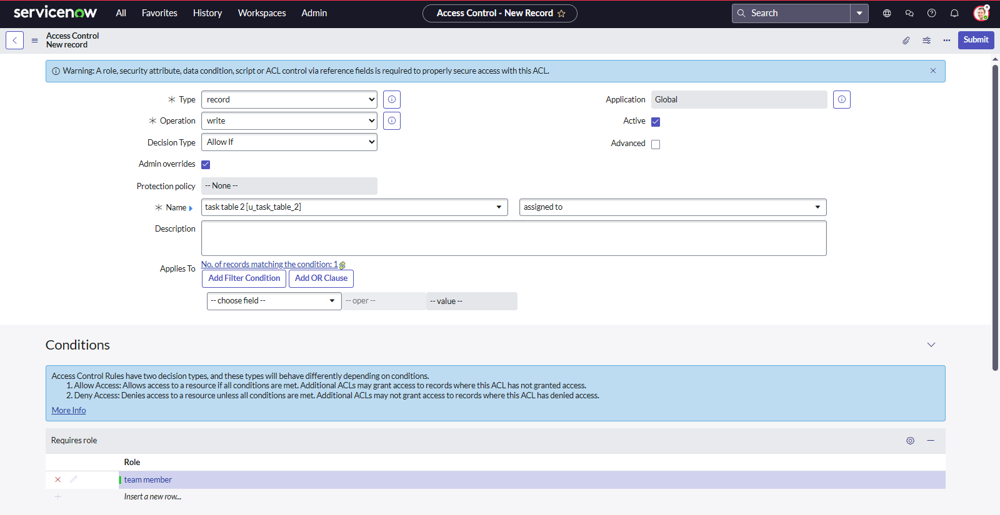 servicenow All Favorites History Workspaces Admin Access Control - New Record Search
Access Control
New record
Submit
Warning: A role, security attribute, data condition, script or ACL control via reference fields is required to properly secure access with this ACL.
Type record Application Global
Operation write Active
Decision Type Allow If Advanced
Admin overrides
Protection policy -- None --
Name task table 2 [u_task_table_2] assigned to
Description
Applies To No. of records matching the condition: 1
Add Filter Condition Add OR Clause
-- choose field -- -- oper -- -- value --
Conditions
Access Control Rules have two decision types, and these types will behave differently depending on conditions.
1. Allow Access: Allows access to a resource if all conditions are met. Additional ACLs may grant access to records where this ACL has not granted access.
2. Deny Access: Denies access to a resource unless all conditions are met. Additional ACLs may not grant access to records where this ACL has denied access.
More Info
Requires role
Role
team member
Insert a new row...